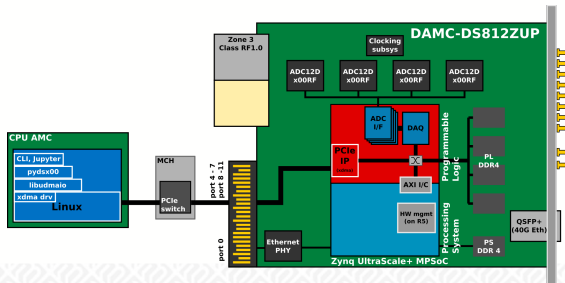 DAMC-DS812ZUP
Zone 3
Class RF1.0
Clocking
subsys
ADC12D
x00RF
ADC12D
x00RF
ADC12D
x00RF
ADC12D
x00RF
ADC
I/F
DAQ
PCIe
IP
Programmable
Logic
PL
DDR4
AXI I/C
CPU AMC
CLI, Jupyter
pydsx00
libudmaio
xdma drv
Linux
MCH
PCIe
switch
port 4 - 7
port 8 -11
port 0
HW mgmt
(on R5)
Processing
System
Ethernet
PHY
PS
DDR 4
QSFP+
(40G Eth)
Zynq UltraScale+ MPSoC